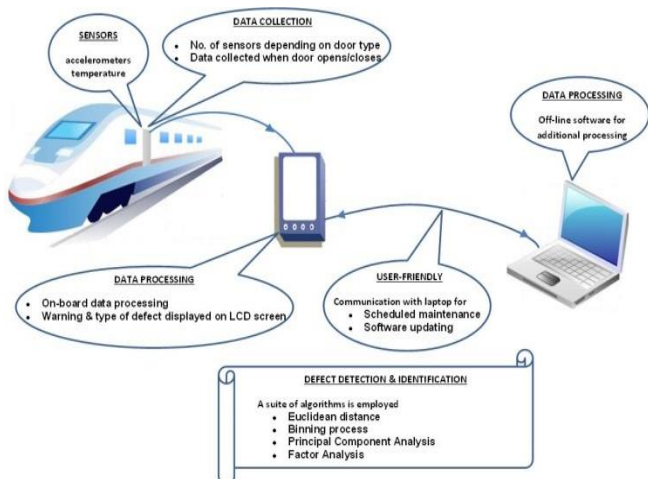 SENSORS
accelerometers
temperature
DATA COLLECTION
• No. of sensors depending on door type
• Data collected when door opens/closes
DATA PROCESSING
Off-line software for
additional processing
DATA PROCESSING
• On-board data processing
• Warning & type of defect displayed on LCD screen
USER-FRIENDLY
Communication with laptop for
• Scheduled maintenance
• Software updating
DEFECT DETECTION & IDENTIFICATION
A suite of algorithms is employed
• Euclidean distance
• Binning process
• Principal Component Analysis
• Factor Analysis